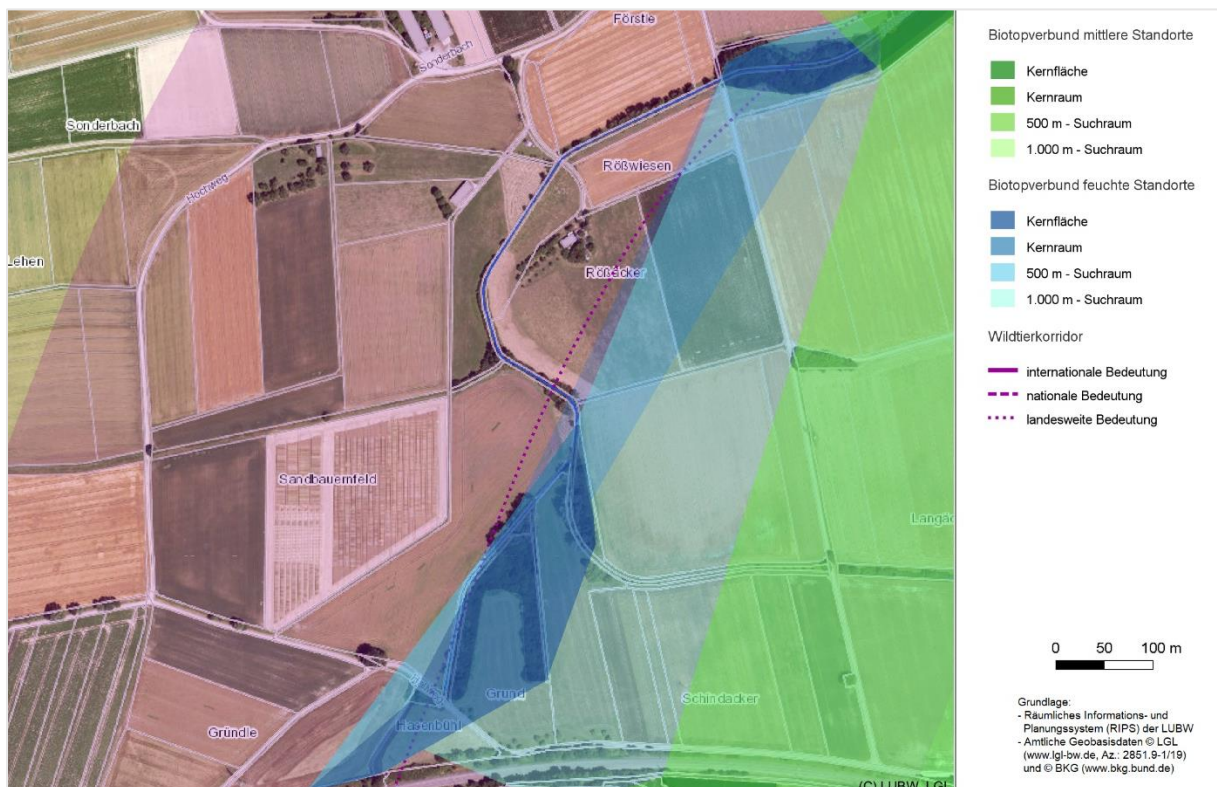 Förstle
Sonderbach
Sonderbach
Rößwiesen
Hochweg
Lehen
Rößäcker
Sandbauernfeld
Langäc
Grund
Schindäcker
Gründle
Hasenbühl
(C) LUBW, LGL
Biotopverbund mittlere Standorte
Kernfläche
Kernraum
500 m - Suchraum
1.000 m - Suchraum
Biotopverbund feuchte Standorte
Kernfläche
Kernraum
500 m - Suchraum
1.000 m - Suchraum
Wildtierkorridor
internationale Bedeutung
nationale Bedeutung
landesweite Bedeutung
0 50 100 m
Grundlage:
- Räumliches Informations- und
Planungssystem (RIPS) der LUBW
- Amtliche Geobasisdaten © LGL
(www.lgl-bw.de, Az.: 2851.9-1/19)
und © BKG (www.bkg.bund.de)